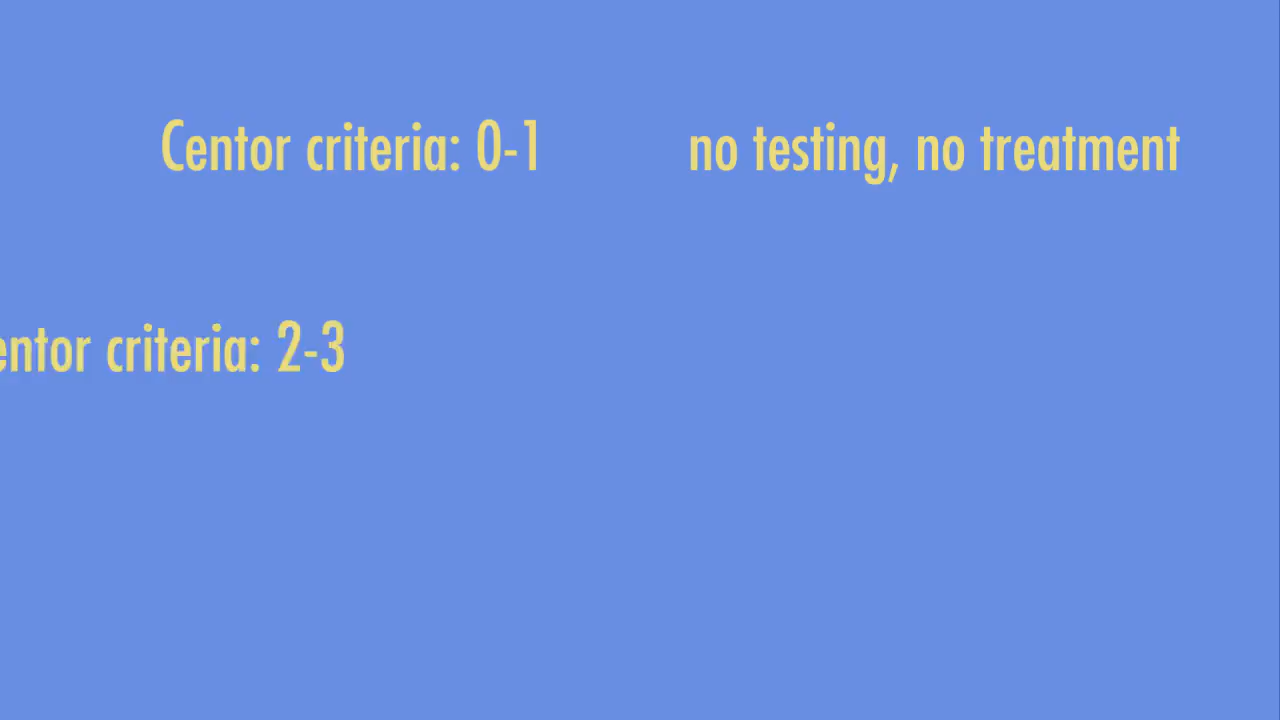 Centor criteria: 0-1 no testing, no treatment
entor criteria: 2-3